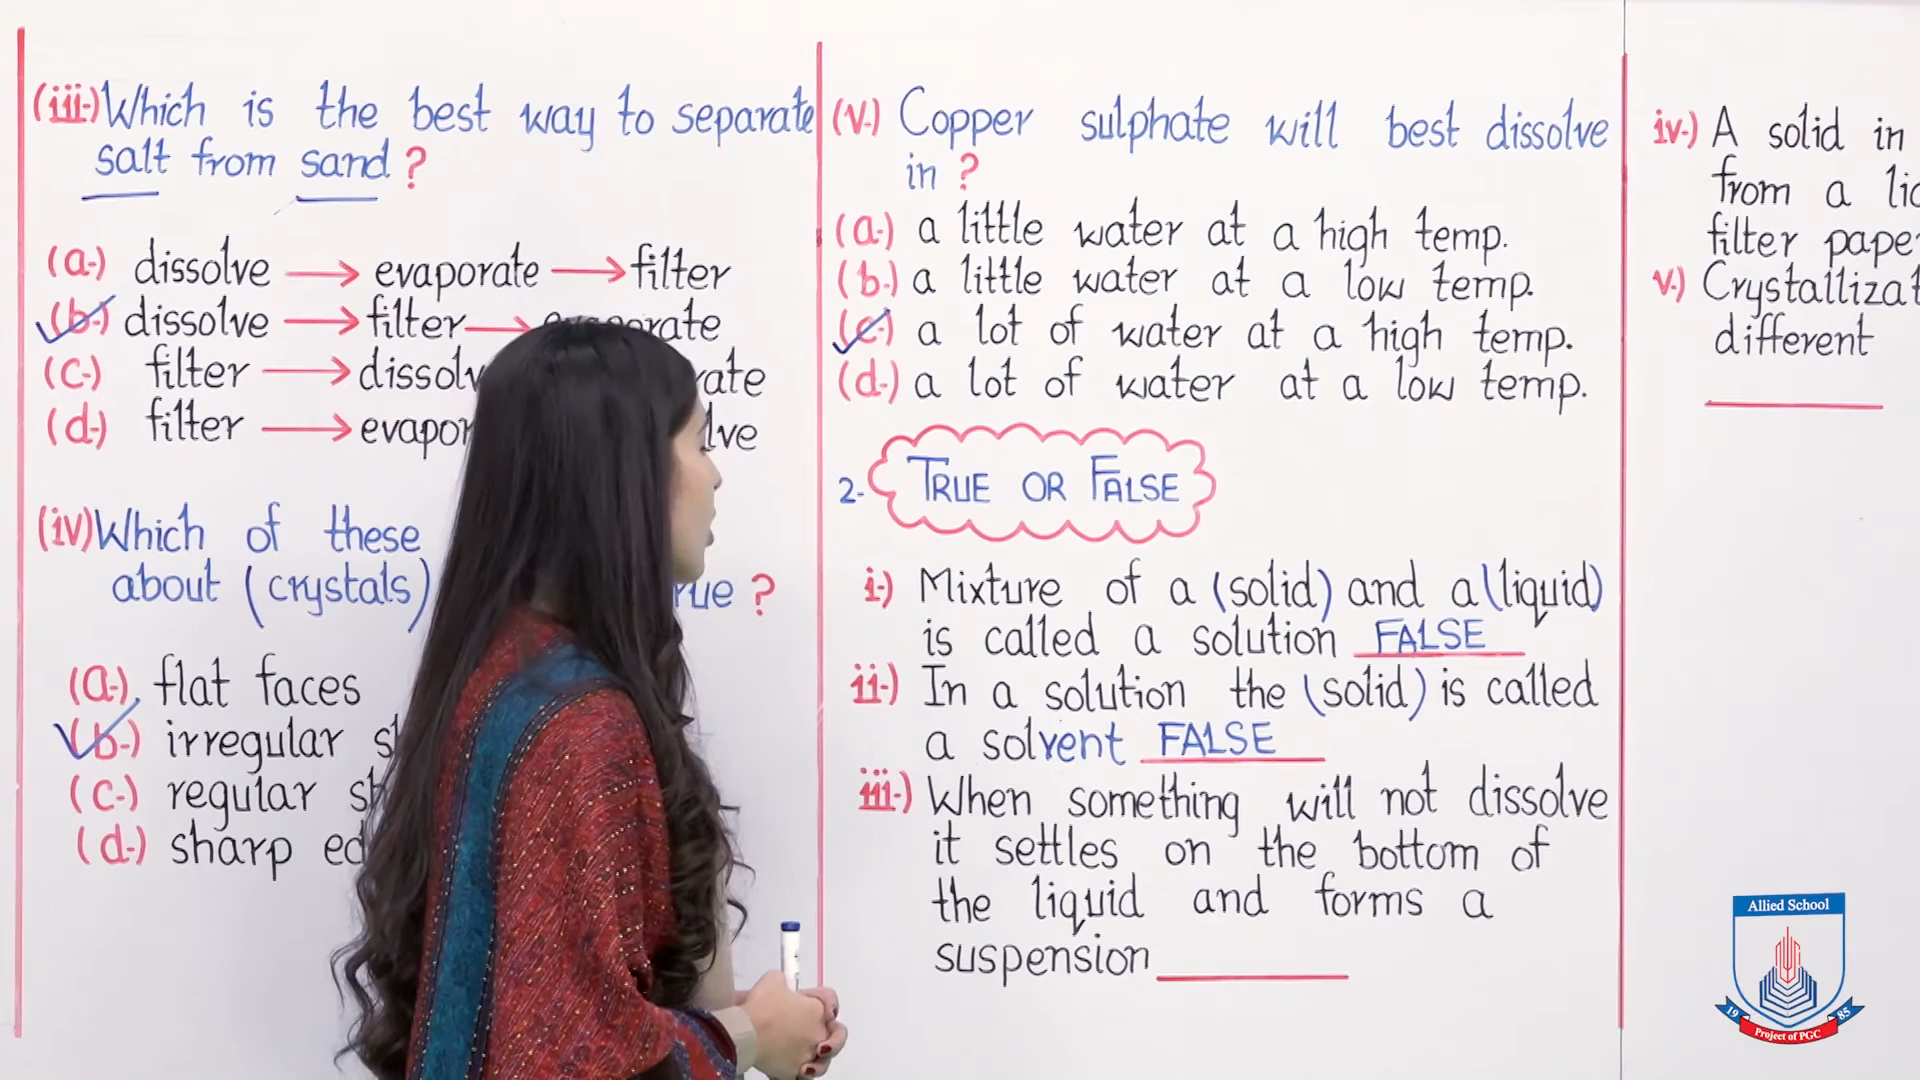 (iii-) Which is the best way to separate
salt from sand ?
(a-) dissolve → evaporate → filter
(b-) dissolve → filter → evaporate
(c-) filter → dissolv
(d-) filter → evapor
(iv) Which of these
about (crystals) ?
(a-) flat faces
(b-) irregular
(c-) regular
(d-) sharp
(v-) Copper sulphate will best dissolve
in ?
(a-) a little water at a high temp.
(b-) a little water at a low temp.
(c-) a lot of water at a high temp.
(d-) a lot of water at a low temp.
2- TRUE OR FALSE
i-) Mixture of a (solid) and a (liquid)
is called a solution FALSE
ii-) In a solution the (solid) is called
a solvent FALSE
iii-) When something will not dissolve
it settles on the bottom of
the liquid and forms a
suspension
iv-) A solid in
from a
filter
v-)
different
Allied School
19 85
Project of PGC